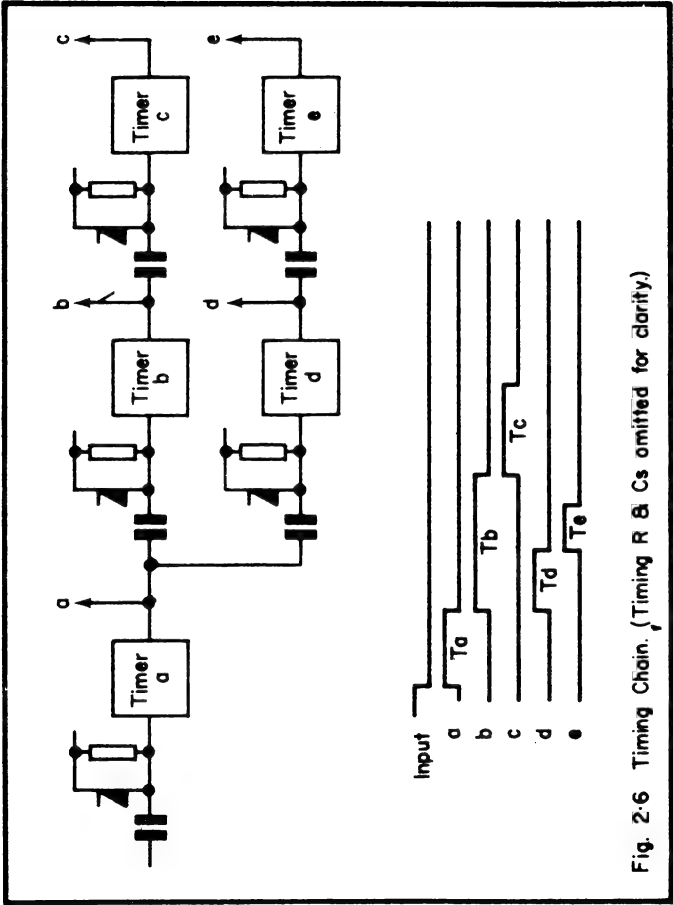 a
b
c
Timer
a
Timer
b
Timer
c
d
e
Timer
d
Timer
e
Input
a Ta
b Tb
c Tc
d Td
e Te
Fig. 2·6 Timing Chain. (Timing R & Cs omitted for clarity.)